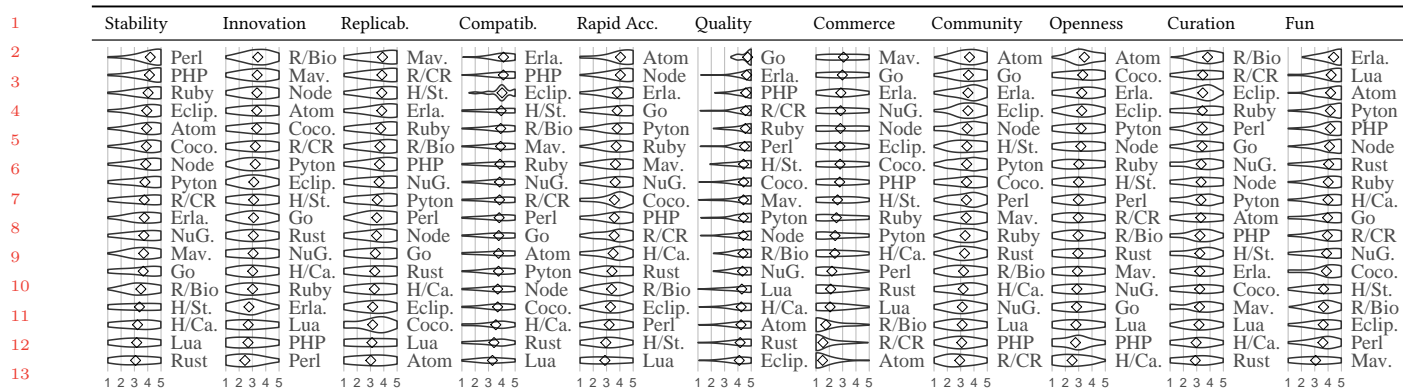 1 Stability Innovation Replicab. Compatib. Rapid Acc. Quality Commerce Community Openness Curation Fun
2 Perl R/Bio Mav. Erla. Atom Go Mav. Atom Atom R/Bio Erla.
3 PHP Mav. R/CR PHP Node Erla. Go Go Coco. R/CR Lua
Ruby Node H/St. Eclip. Erla. PHP Erla. Erla. Erla. Eclip. Atom
4 Eclip. Atom Erla. H/St. Go R/CR NuG. Eclip. Eclip. Ruby Pyton
5 Atom Coco. Ruby R/Bio Pyton Ruby Node Node Pyton Perl PHP
Coco. R/CR R/Bio Mav. Ruby Perl Eclip. H/St. Node Go Node
6 Node Pyton PHP Ruby Mav. H/St. Coco. Pyton Ruby NuG. Rust
Pyton Eclip. NuG. NuG. NuG. Coco. PHP Coco. H/St. Node Ruby
7 R/CR H/St. Pyton R/CR Coco. Mav. H/St. Perl Perl Pyton H/Ca.
Erla. Go Perl Perl PHP Pyton Ruby Mav. R/CR Atom Go
8 NuG. Rust Node Go R/CR Node Pyton Ruby R/Bio PHP R/CR
9 Mav. NuG. Go Atom H/Ca. R/Bio H/Ca. Rust Rust H/St. NuG.
Go H/Ca. Rust Pyton Rust NuG. Perl R/Bio Mav. Erla. Coco.
10 R/Bio Ruby H/Ca. Node R/Bio Lua Rust H/Ca. NuG. Coco. H/St.
11 H/St. Erla. Eclip. Coco. Eclip. H/Ca. Lua NuG. Go Mav. R/Bio
H/Ca. Lua Coco. H/Ca. Perl Atom R/Bio Lua Lua Lua Eclip.
12 Lua PHP Lua Rust H/St. Rust R/CR PHP PHP H/Ca. Perl
Rust Perl Atom Lua Lua Eclip. Atom R/CR H/Ca. Rust Mav.
13 1 2 3 4 5 1 2 3 4 5 1 2 3 4 5 1 2 3 4 5 1 2 3 4 5 1 2 3 4 5 1 2 3 4 5 1 2 3 4 5 1 2 3 4 5 1 2 3 4 5 1 2 3 4 5